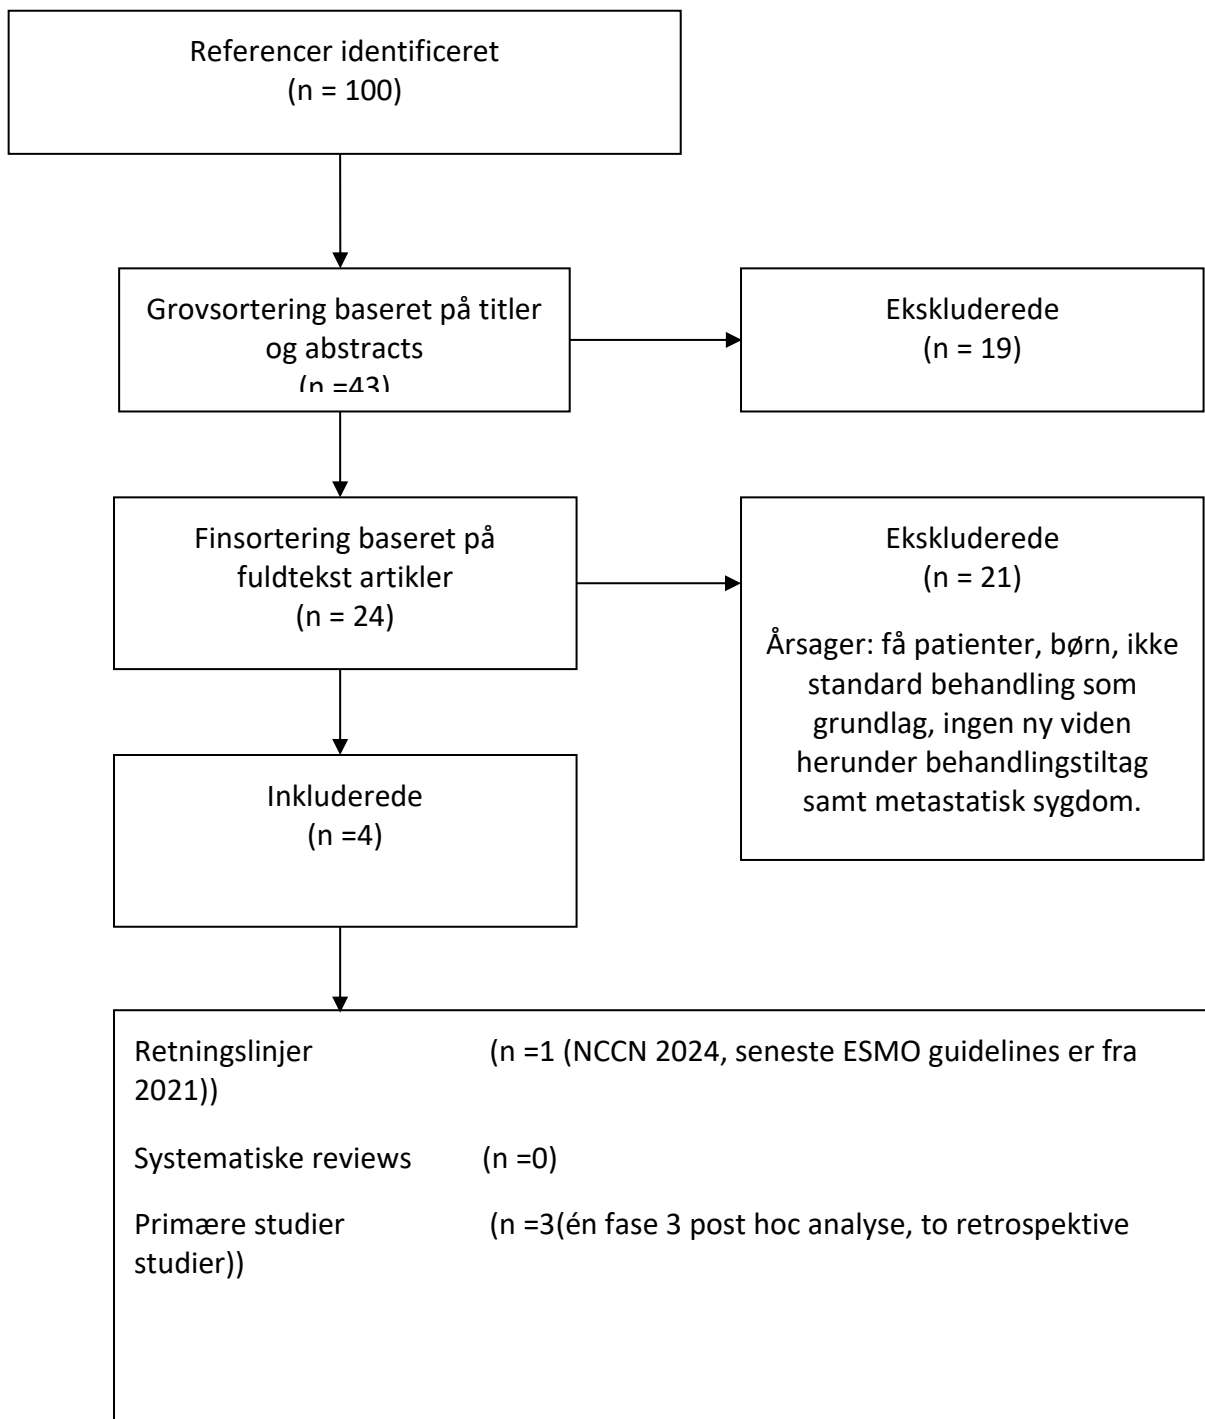 Referencer identificeret
(n = 100)
Grovsortering baseret på titler
og abstracts
(n =43)
Ekskluderede
(n = 19)
Finsortering baseret på
fuldtekst artikler
(n = 24)
Ekskluderede
(n = 21)
Årsager: få patienter, børn, ikke
standard behandling som
grundlag, ingen ny viden
herunder behandlingstiltag
samt metastatisk sygdom.
Inkluderede
(n =4)
Retningslinjer (n =1 (NCCN 2024, seneste ESMO guidelines er fra
2021))
Systematiske reviews (n =0)
Primære studier (n =3(én fase 3 post hoc analyse, to retrospektive
studier))